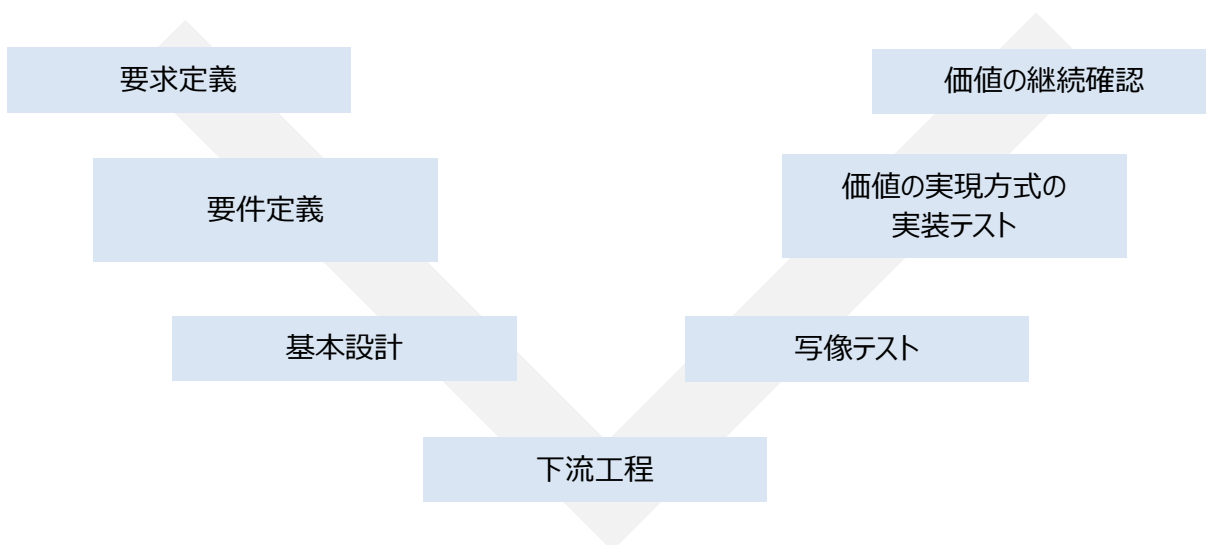 要求定義
価値の継続確認
要件定義
価値の実現方式の
実装テスト
基本設計
写像テスト
下流工程